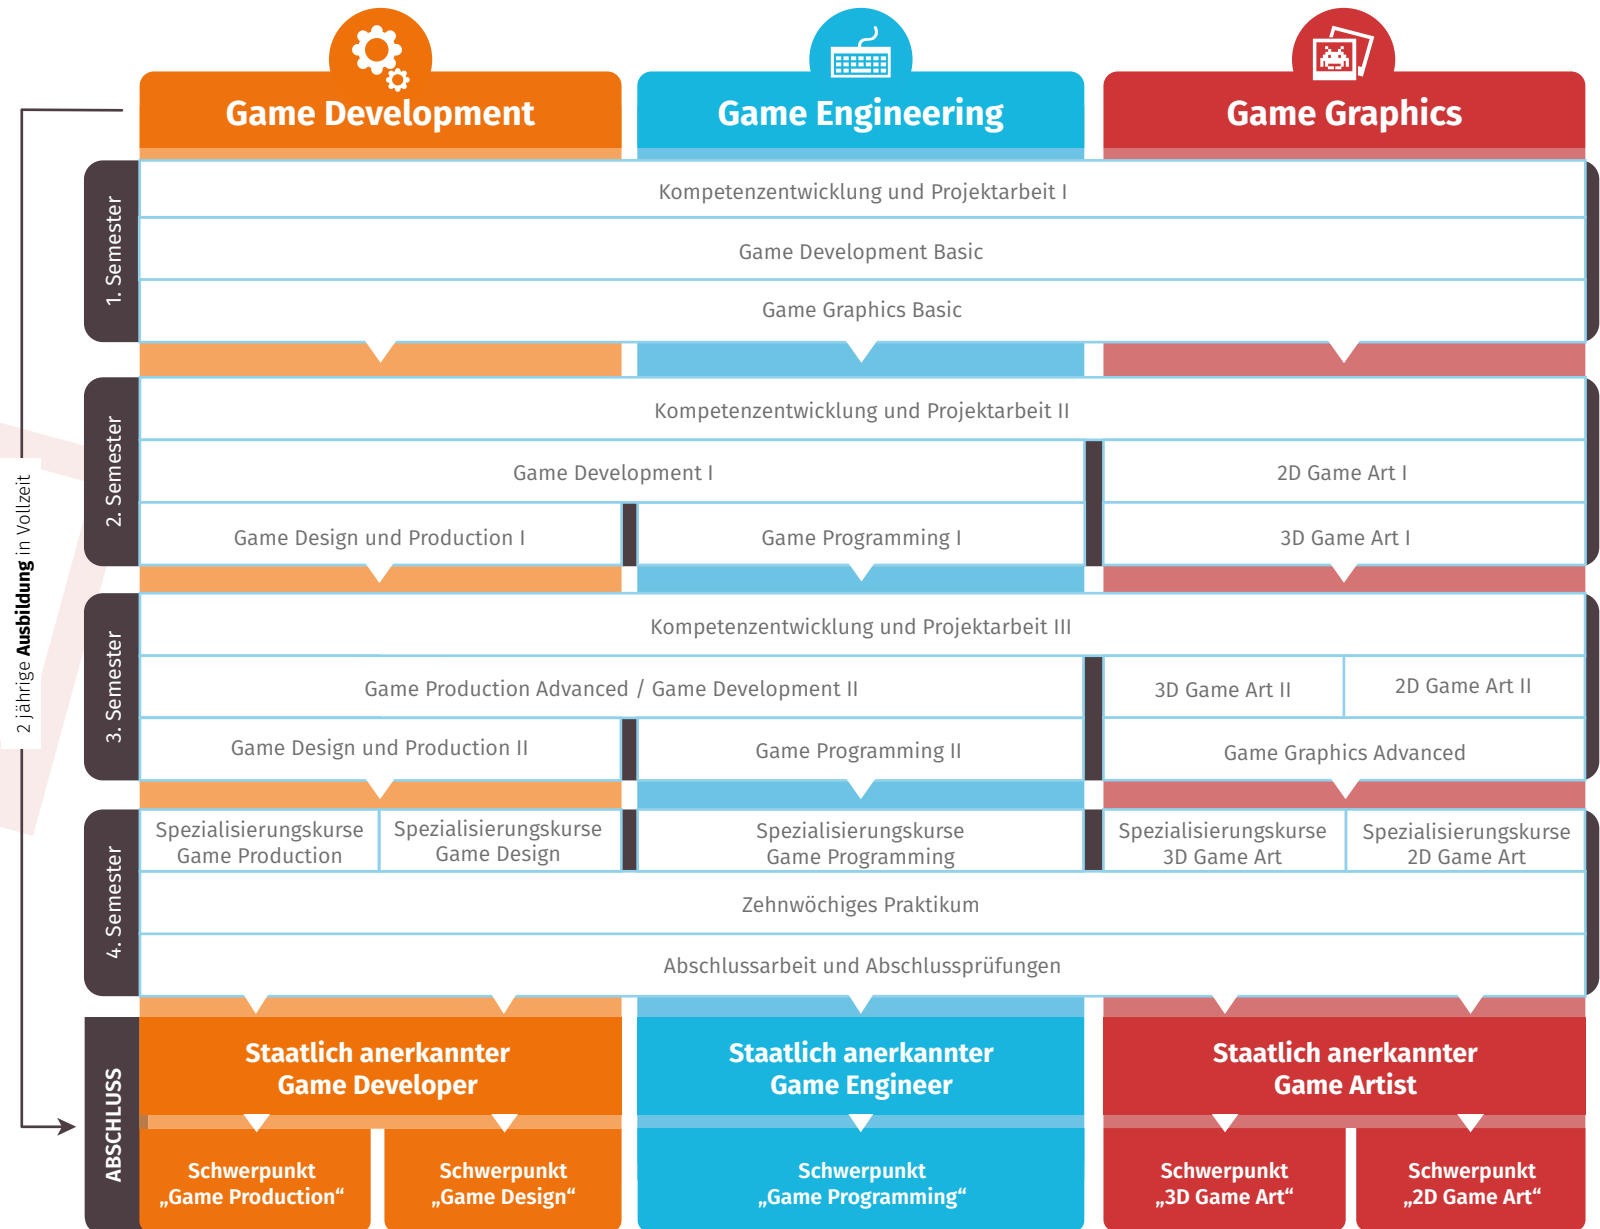 Game Development
Game Engineering
Game Graphics
2 jährige Ausbildung in Vollzeit
1. Semester
Kompetenzentwicklung und Projektarbeit I
Game Development Basic
Game Graphics Basic
2. Semester
Kompetenzentwicklung und Projektarbeit II
Game Development I
2D Game Art I
Game Design und Production I
Game Programming I
3D Game Art I
3. Semester
Kompetenzentwicklung und Projektarbeit III
Game Production Advanced / Game Development II
3D Game Art II
2D Game Art II
Game Design und Production II
Game Programming II
Game Graphics Advanced
4. Semester
Spezialisierungskurse
Game Production
Spezialisierungskurse
Game Design
Spezialisierungskurse
Game Programming
Spezialisierungskurse
3D Game Art
Spezialisierungskurse
2D Game Art
Zehnwöchiges Praktikum
Abschlussarbeit und Abschlussprüfungen
ABSCHLUSS
Staatlich anerkannter
Game Developer
Staatlich anerkannter
Game Engineer
Staatlich anerkannter
Game Artist
Schwerpunkt
„Game Production“
Schwerpunkt
„Game Design“
Schwerpunkt
„Game Programming“
Schwerpunkt
„3D Game Art“
Schwerpunkt
„2D Game Art“